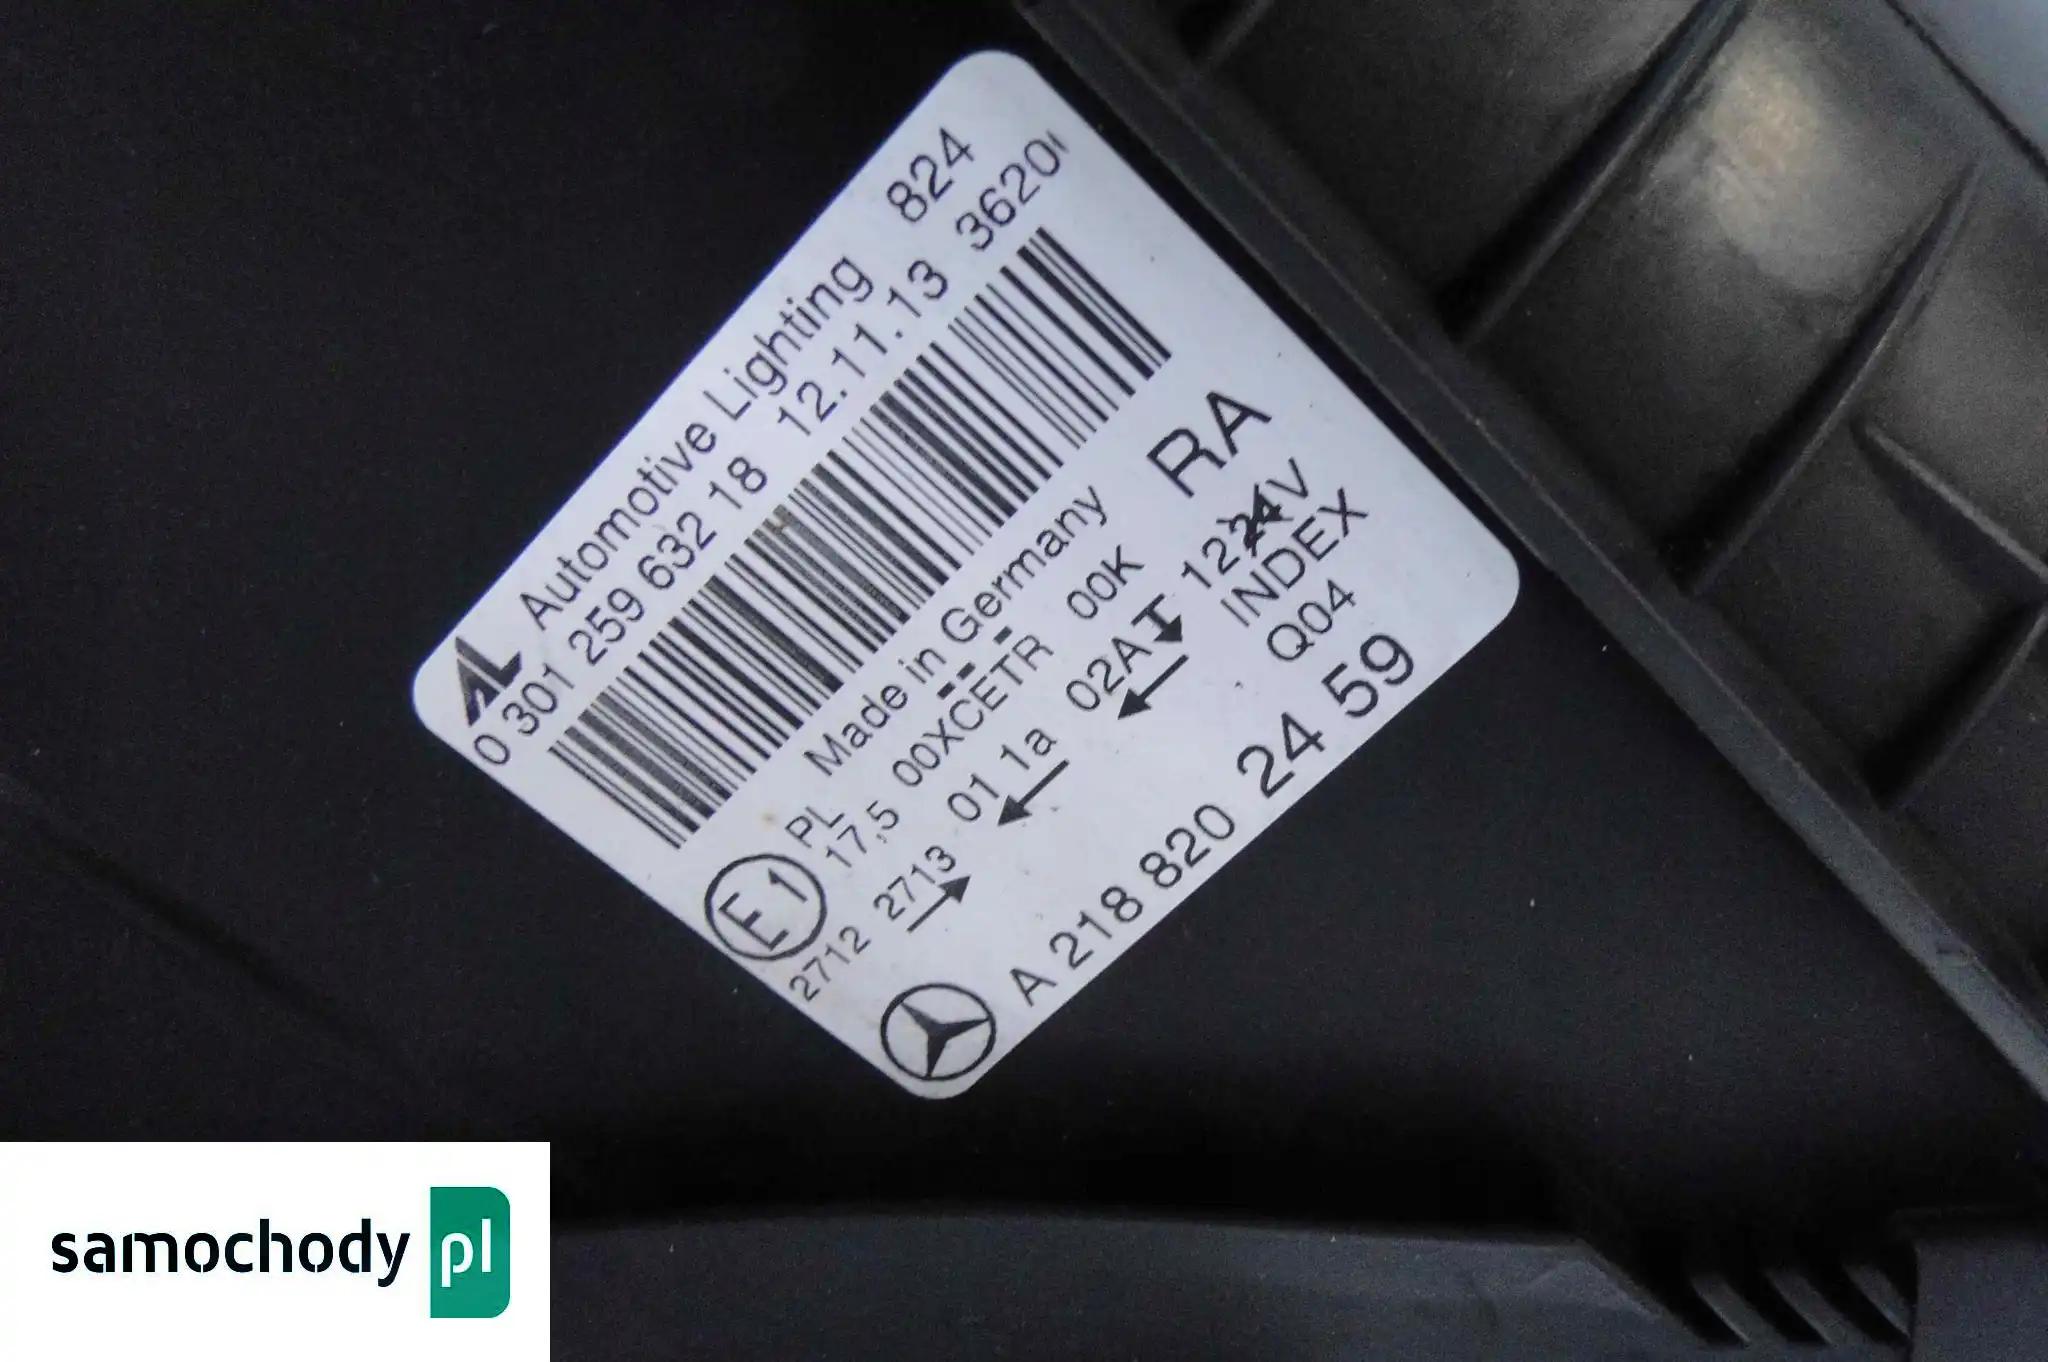 AL Automotive Lighting 824
0 301 259 632 18 12.11.13 3620
Made in Germany RA
PL
17,5 00XCETR 00K 1224V
E1
2712 2713 01 1a 02A INDEX
Q04
A 218 820 24 59
samochody pl